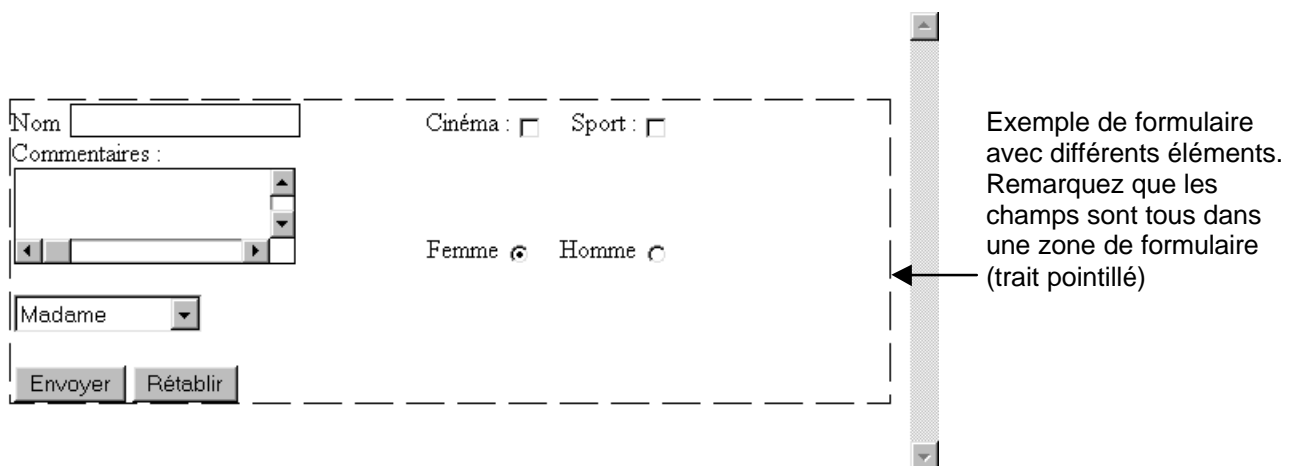 Nom
Cinéma : Sport :
Commentaires :
Femme Homme
Madame
Envoyer Rétablir
Exemple de formulaire
avec différents éléments.
Remarquez que les
champs sont tous dans
une zone de formulaire
(trait pointillé)